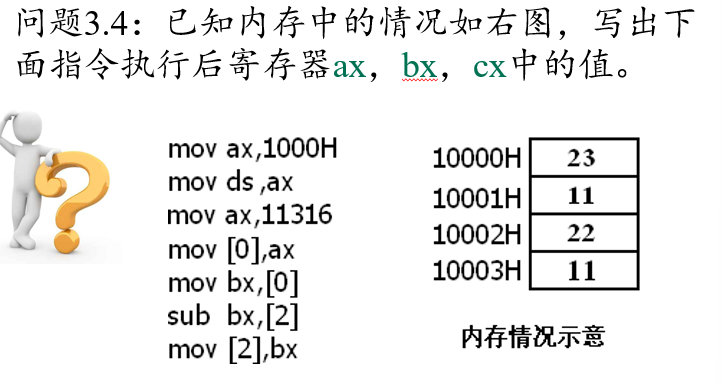 问题3.4：已知内存中的情况如右图，写出下
面指令执行后寄存器ax，bx，cx中的值。
mov ax,1000H
mov ds ,ax
mov ax,11316
mov [0],ax
mov bx,[0]
sub bx,[2]
mov [2],bx
10000H 23
10001H 11
10002H 22
10003H 11
内存情况示意